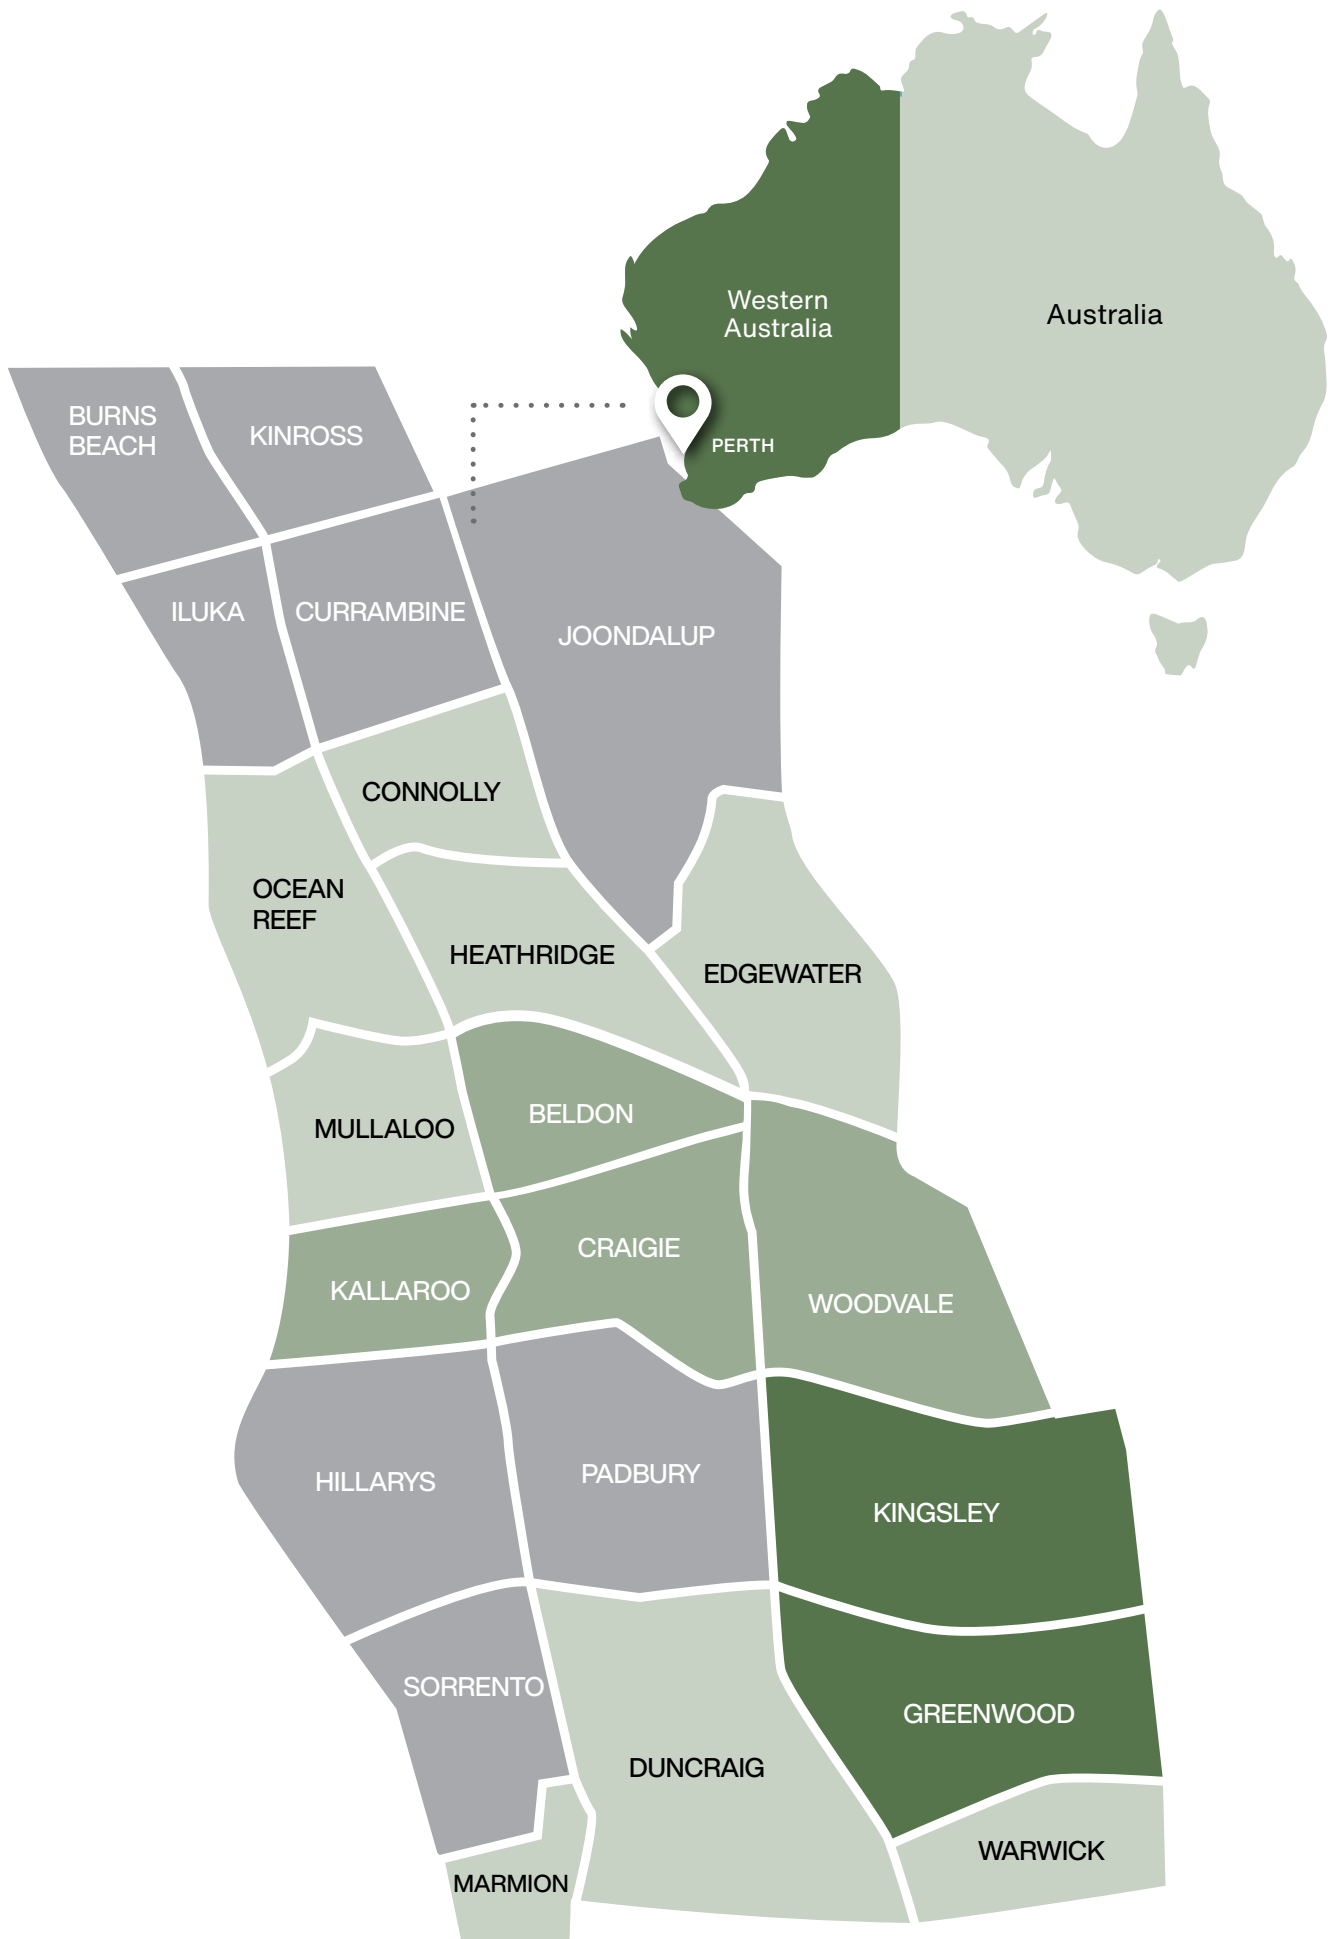 Western
Australia
Australia
PERTH
BURNS
BEACH
KINROSS
ILUKA
CURRAMBINE
JOONDALUP
CONNOLLY
OCEAN
REEF
HEATHRIDGE
EDGEWATER
MULLALOO
BELDON
CRAIGIE
KALLAROO
WOODVALE
HILLARYS
PADBURY
KINGSLEY
SORRENTO
GREENWOOD
DUNCRAIG
WARWICK
MARMION